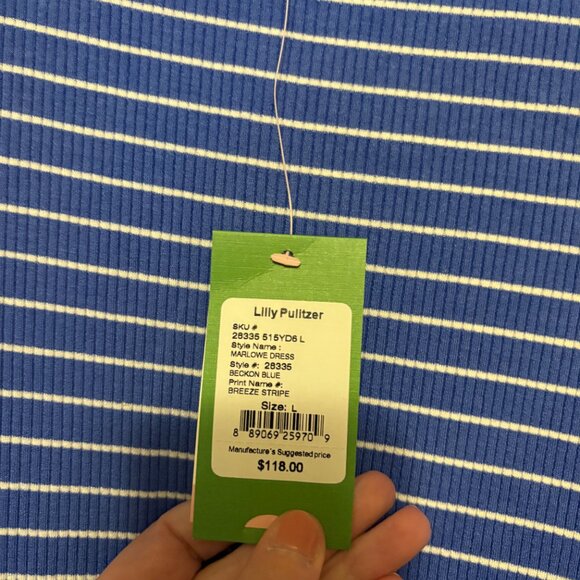 Lilly Pulitzer
SKU #
28335 515YD6 L
Style Name :
MARLOWE DRESS
Style #: 28335
BECKON BLUE
Print Name #:
BREEZE STRIPE
Size: L
8 89069 25970 9
Manufacture's Suggested price
$118.00